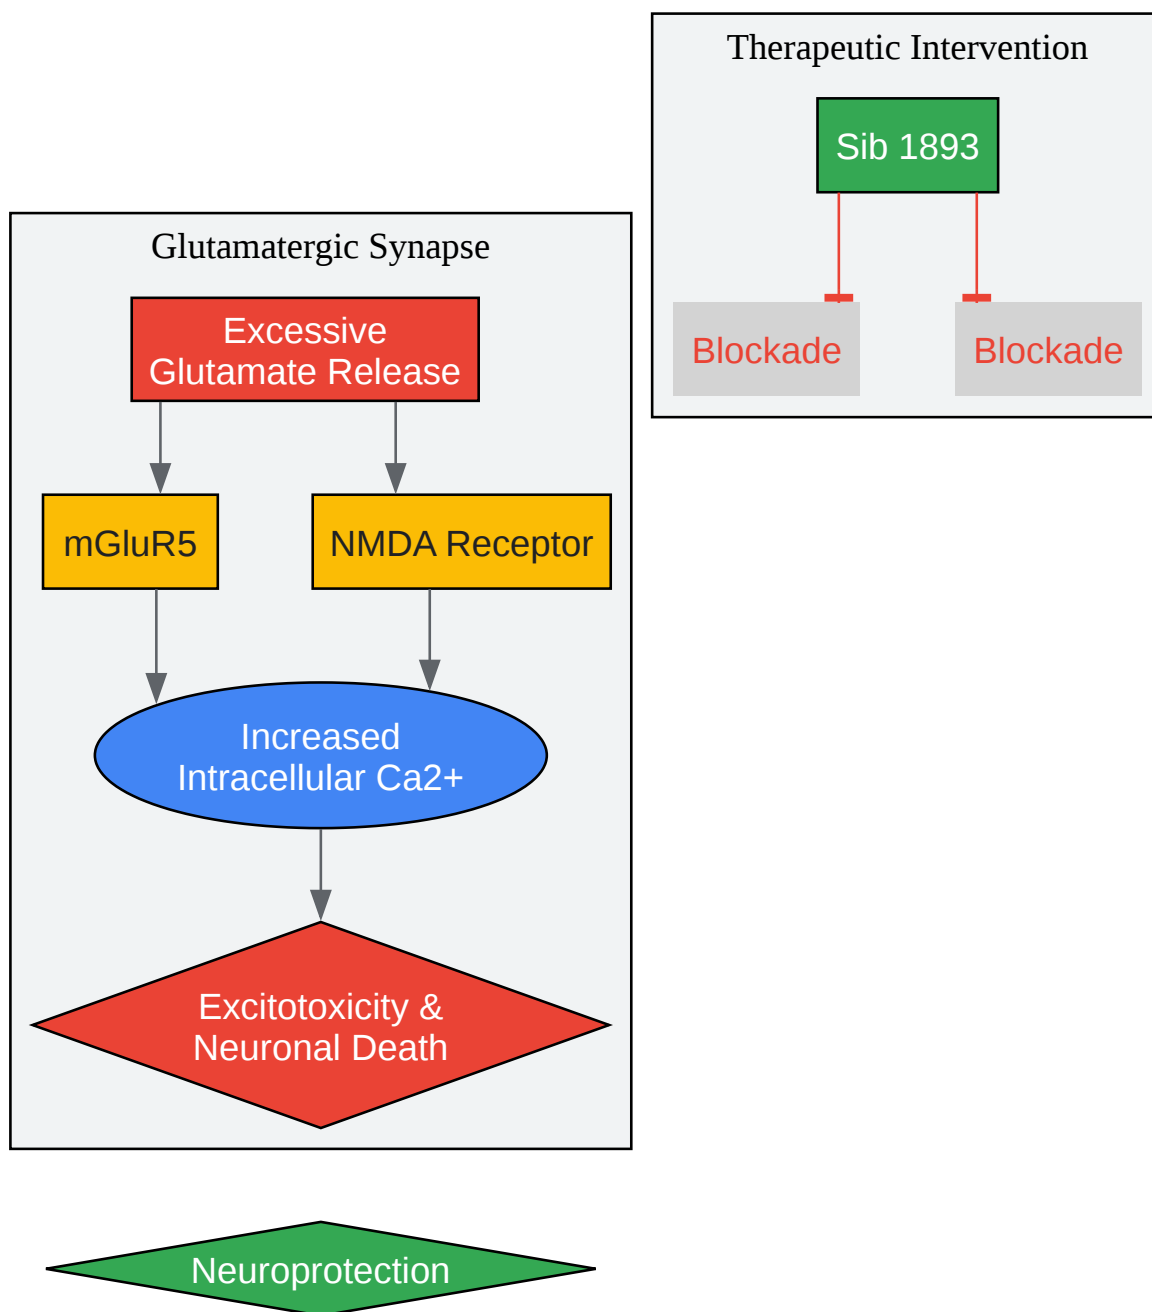 Therapeutic Intervention
Sib 1893
Blockade
Blockade
Glutamatergic Synapse
Excessive
Glutamate Release
mGluR5
NMDA Receptor
Increased
Intracellular Ca2+
Excitotoxicity &
Neuronal Death
Neuroprotection